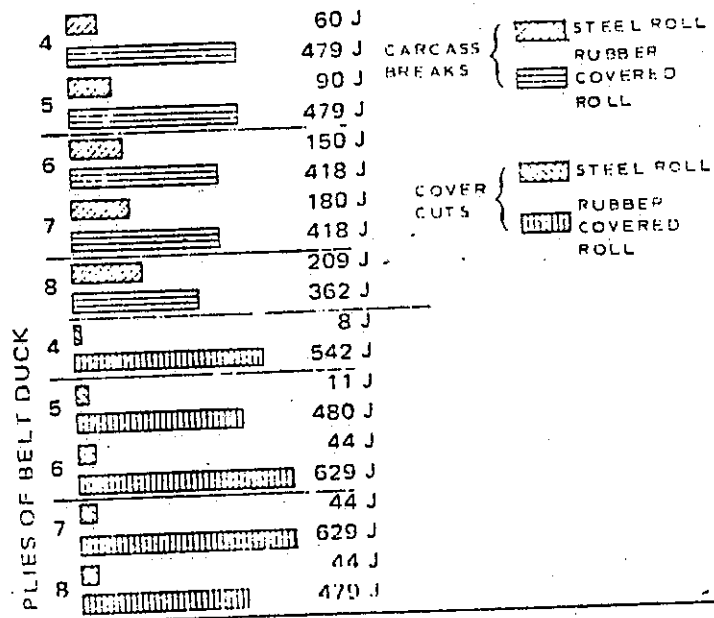 4
60 J
479 J
5
90 J
479 J
6
150 J
418 J
7
180 J
418 J
8
209 J
362 J
4
8 J
542 J
5
11 J
480 J
6
44 J
629 J
7
44 J
629 J
8
44 J
479 J
PLIES OF BELT DUCK
CARCASS
BREAKS
STEEL ROLL
RUBBER
COVERED
ROLL
COVER
CUTS
STEEL ROLL
RUBBER
COVERED
ROLL